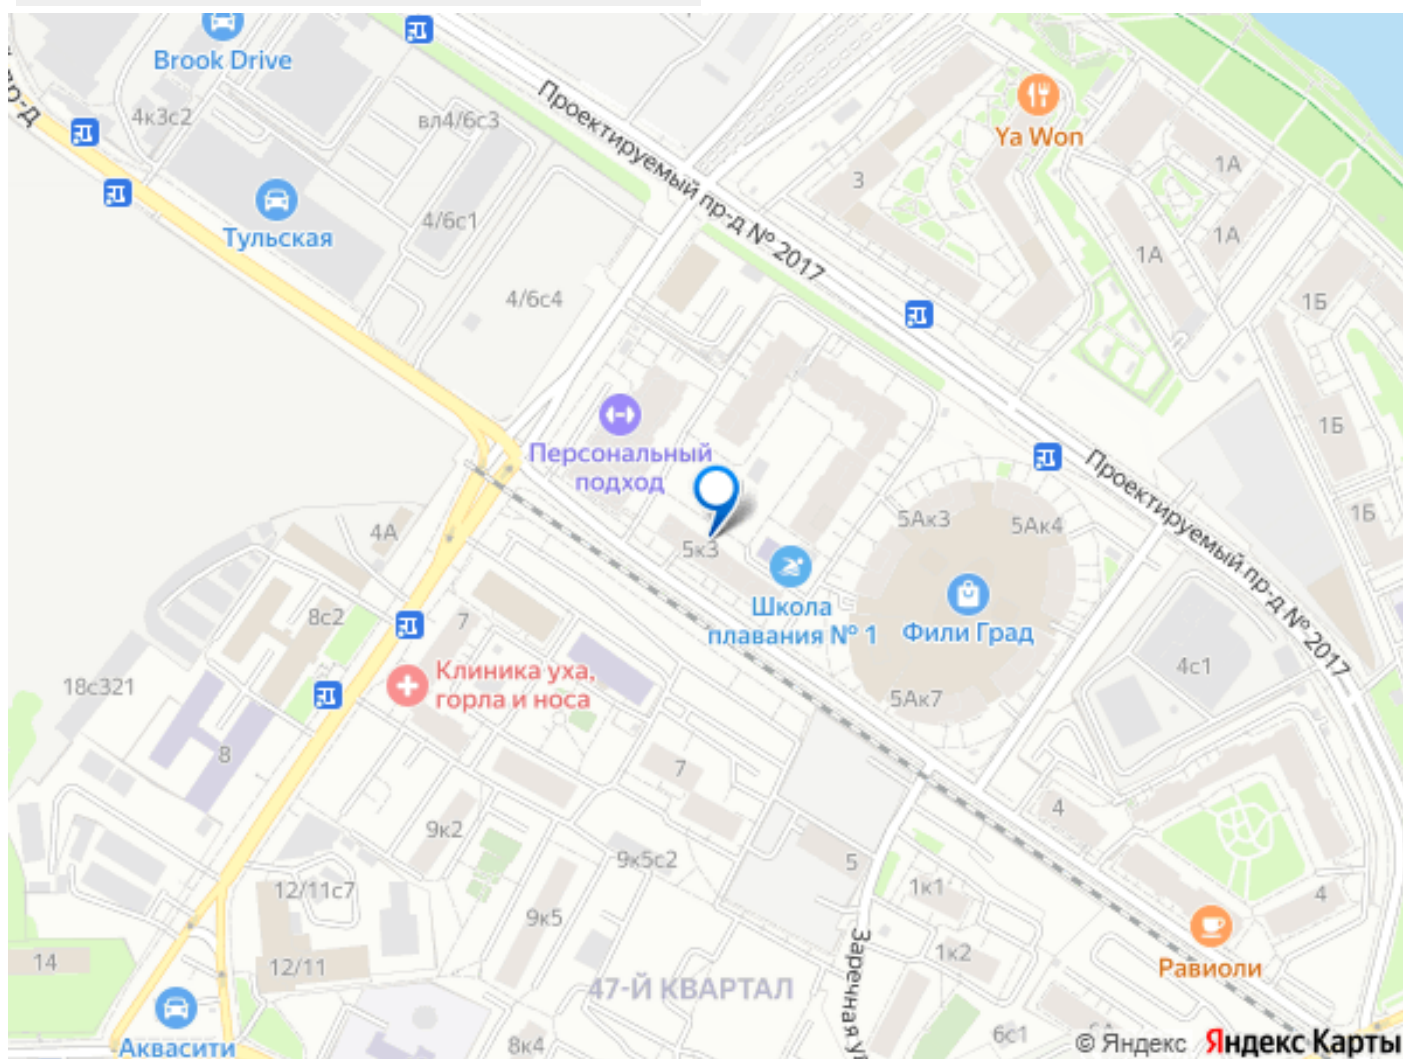 Brook Drive
пр-д
4к3с2
вл4/6с3
Проектируемый пр-д № 2017
Ya Won
3
1А
1А
1А
Тульская
4/6с1
4/6с4
1Б
1Б
1Б
Персональный
подход
Проектируемый пр-д № 2017
5Ак3
5Ак4
4А
5к3
Школа
плавания № 1
Фили Град
8с2
7
Клиника уха,
горла и носа
18с321
4с1
5Ак7
8
7
4
9к2
9к5с2
5
12/11с7
1к1
4
9к5
14
12/11
1к2
Заречная у
Равиоли
47-Й КВАРТАЛ
Аквасити
8к4
6с1
© Яндекс Яндекс Карты